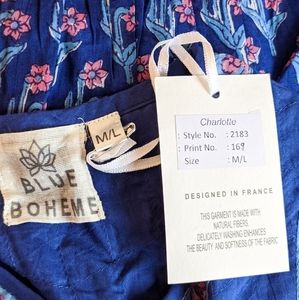 Charlotte
Style No. : 2183
Print No. : 169
Size : M/L
M/L
BLUE
BOHEME
DESIGNED IN FRANCE
THIS GARMENT IS MADE WITH
NATURAL FIBERS.
DELICATELY WASHING ENHANCES
THE BEAUTY AND SOFTNESS OF THE FABRIC